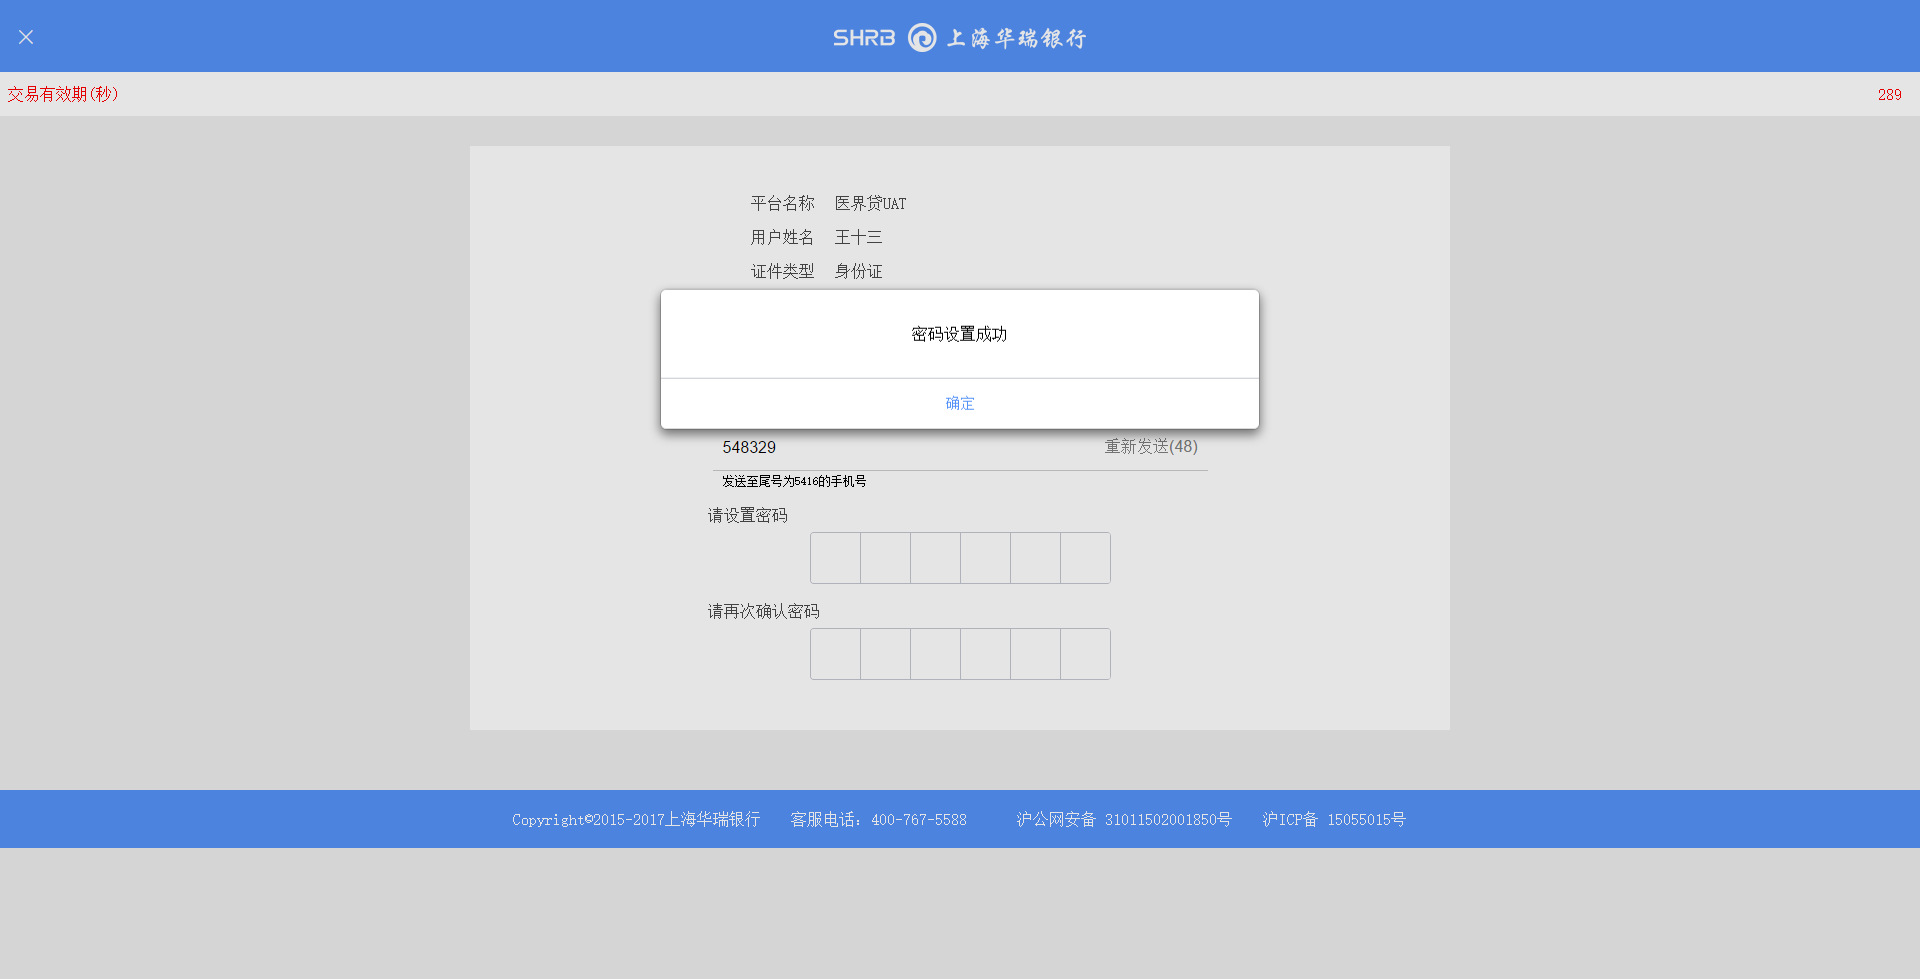 SHRB 上海华瑞银行
交易有效期(秒) 289
平台名称 医界贷UAT
用户姓名 王十三
证件类型 身份证
密码设置成功
确定
548329 重新发送(48)
发送至尾号为5416的手机号
请设置密码
请再次确认密码
Copyright©2015-2017上海华瑞银行 客服电话：400-767-5588 沪公网安备 31011502001850号 沪ICP备 15055015号